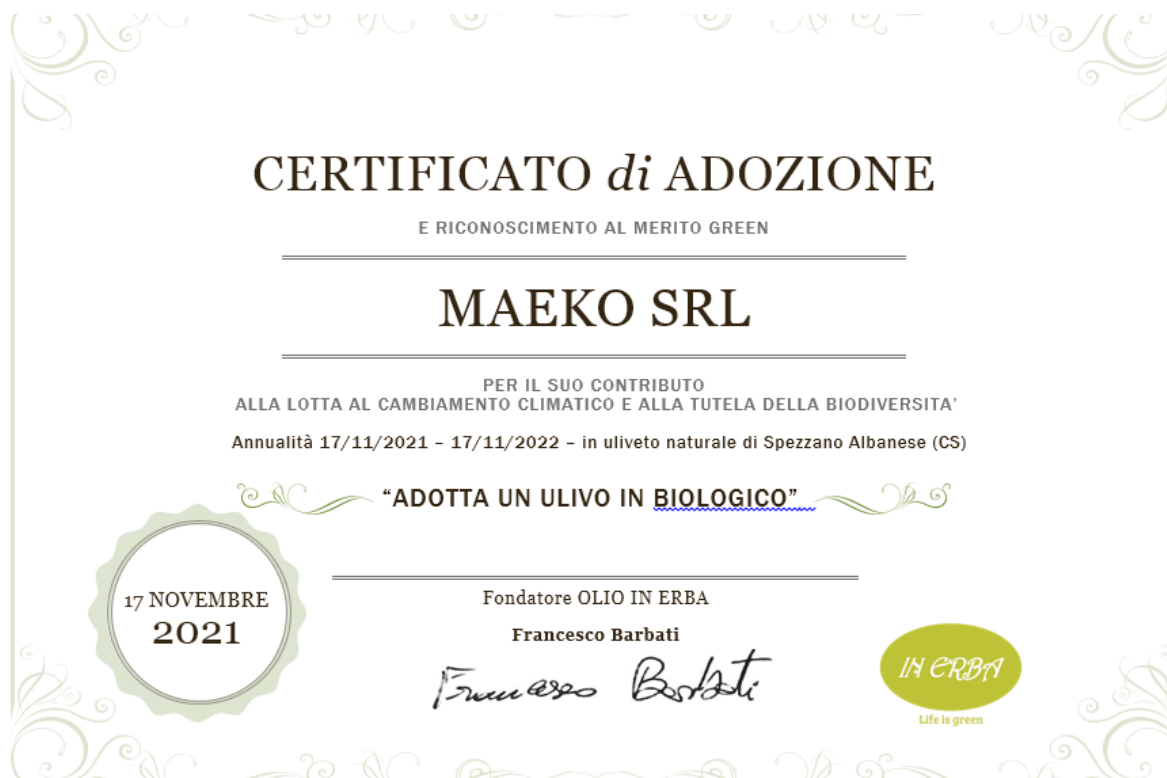 CERTIFICATO di ADOZIONE
E RICONOSCIMENTO AL MERITO GREEN
MAEKO SRL
PER IL SUO CONTRIBUTO
ALLA LOTTA AL CAMBIAMENTO CLIMATICO E ALLA TUTELA DELLA BIODIVERSITA’
Annualità 17/11/2021 – 17/11/2022 – in uliveto naturale di Spezzano Albanese (CS)
“ADOTTA UN ULIVO IN BIOLOGICO”
17 NOVEMBRE
2021
Fondatore OLIO IN ERBA
Francesco Barbati
Francesco Barbati
IN ERBA
Life is green